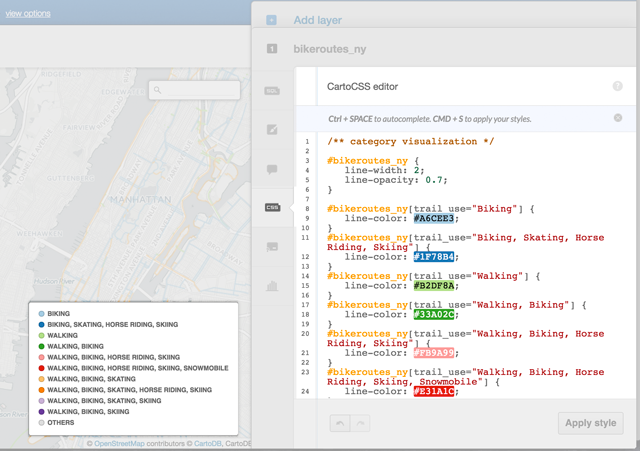 view options
Add layer
1
bikeroutes_ny
SQL
CSS
CartoCSS editor
?
Ctrl + SPACE to autocomplete. CMD + S to apply your styles.
1 /** category visualization */
2
3 #bikeroutes_ny {
4 line-width: 2;
5 line-opacity: 0.7;
6 }
7
8 #bikeroutes_ny[trail_use="Biking"] {
9 line-color: #A6CEE3;
10 }
11 #bikeroutes_ny[trail_use="Biking, Skating, Horse
Riding, Skiing"] {
12 line-color: #1F78B4;
13 }
14 #bikeroutes_ny[trail_use="Walking"] {
15 line-color: #B2DF8A;
16 }
17 #bikeroutes_ny[trail_use="Walking, Biking"] {
18 line-color: #33A02C;
19 }
20 #bikeroutes_ny[trail_use="Walking, Biking, Horse
Riding, Skiing"] {
21 line-color: #FB9A99;
22 }
23 #bikeroutes_ny[trail_use="Walking, Biking, Horse
Riding, Skiing, Snowmobile"] {
24 line-color: #E31A1C;
Apply style
RIDGEFIELD
FAIRVIEW
GUTTENBERG
MANHATTAN
WEEHAWKEN
Hudson River
BIKING
BIKING, SKATING, HORSE RIDING, SKIING
WALKING
WALKING, BIKING
WALKING, BIKING, HORSE RIDING, SKIING
WALKING, BIKING, HORSE RIDING, SKIING, SNOWMOBILE
WALKING, BIKING, SKATING
WALKING, BIKING, SKATING, HORSE RIDING, SKIING
WALKING, BIKING, SKATING, SKIING
WALKING, BIKING, SKIING
OTHERS
© OpenStreetMap contributors © CartoDB, CartoDB